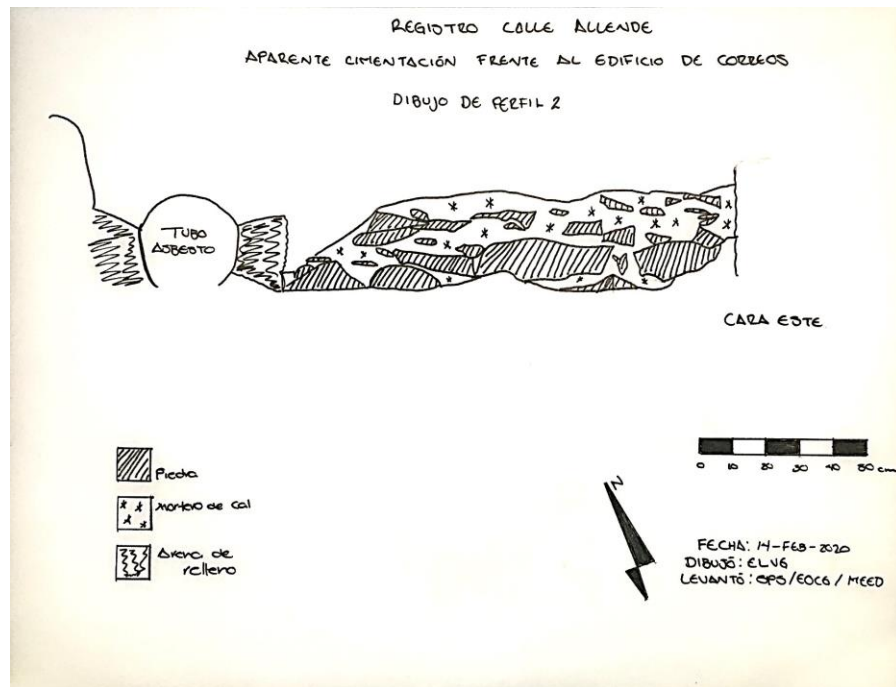 REGISTRO CALLE ALLENDE
APARENTE CIMENTACIÓN FRENTE AL EDIFICIO DE CORREOS
DIBUJO DE PERFIL 2
TUBO
ASBESTO
CARA ESTE
Piedra
Mortero de cal
Arena de
relleno
0 10 20 30 40 50 cm
N
FECHA: 14-FEB-2020
DIBUJÓ: ELVG
LEVANTÓ: GPS/EOCG/MEED